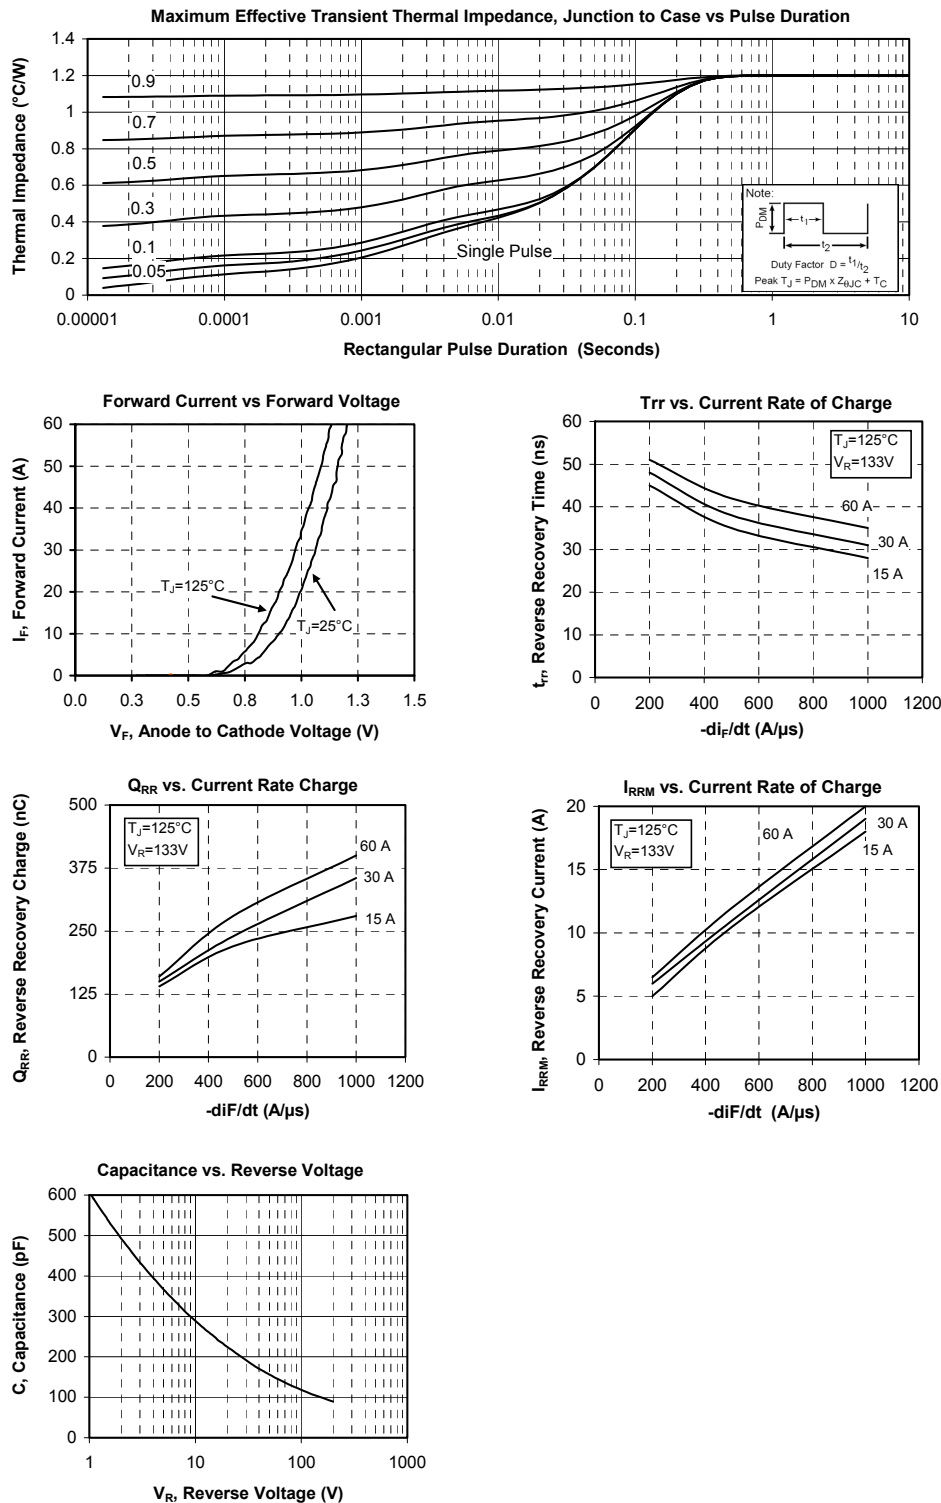 Maximum Effective Transient Thermal Impedance, Junction to Case vs Pulse Duration
Thermal Impedance (°C/W)
1.4
1.2
1
0.8
0.6
0.4
0.2
0
0.9
0.7
0.5
0.3
0.1
0.05
Single Pulse
Note:
PDM
t1
t2
Duty Factor D = t1/t2
Peak TJ = PDM x ZθJC + TC
0.00001 0.0001 0.001 0.01 0.1 1 10
Rectangular Pulse Duration (Seconds)
Forward Current vs Forward Voltage
IF, Forward Current (A)
60
50
40
30
20
10
0
TJ=125°C
TJ=25°C
0.0 0.3 0.5 0.8 1.0 1.3 1.5
VF, Anode to Cathode Voltage (V)
Trr vs. Current Rate of Charge
trr, Reverse Recovery Time (ns)
60
50
40
30
20
10
0
TJ=125°C
VR=133V
60 A
30 A
15 A
0 200 400 600 800 1000 1200
-diF/dt (A/µs)
QRR vs. Current Rate Charge
QRR, Reverse Recovery Charge (nC)
500
375
250
125
0
TJ=125°C
VR=133V
60 A
30 A
15 A
0 200 400 600 800 1000 1200
-diF/dt (A/µs)
IRRM vs. Current Rate of Charge
IRRM, Reverse Recovery Current (A)
20
15
10
5
0
TJ=125°C
VR=133V
60 A
30 A
15 A
0 200 400 600 800 1000 1200
-diF/dt (A/µs)
Capacitance vs. Reverse Voltage
C, Capacitance (pF)
600
500
400
300
200
100
0
1 10 100 1000
VR, Reverse Voltage (V)